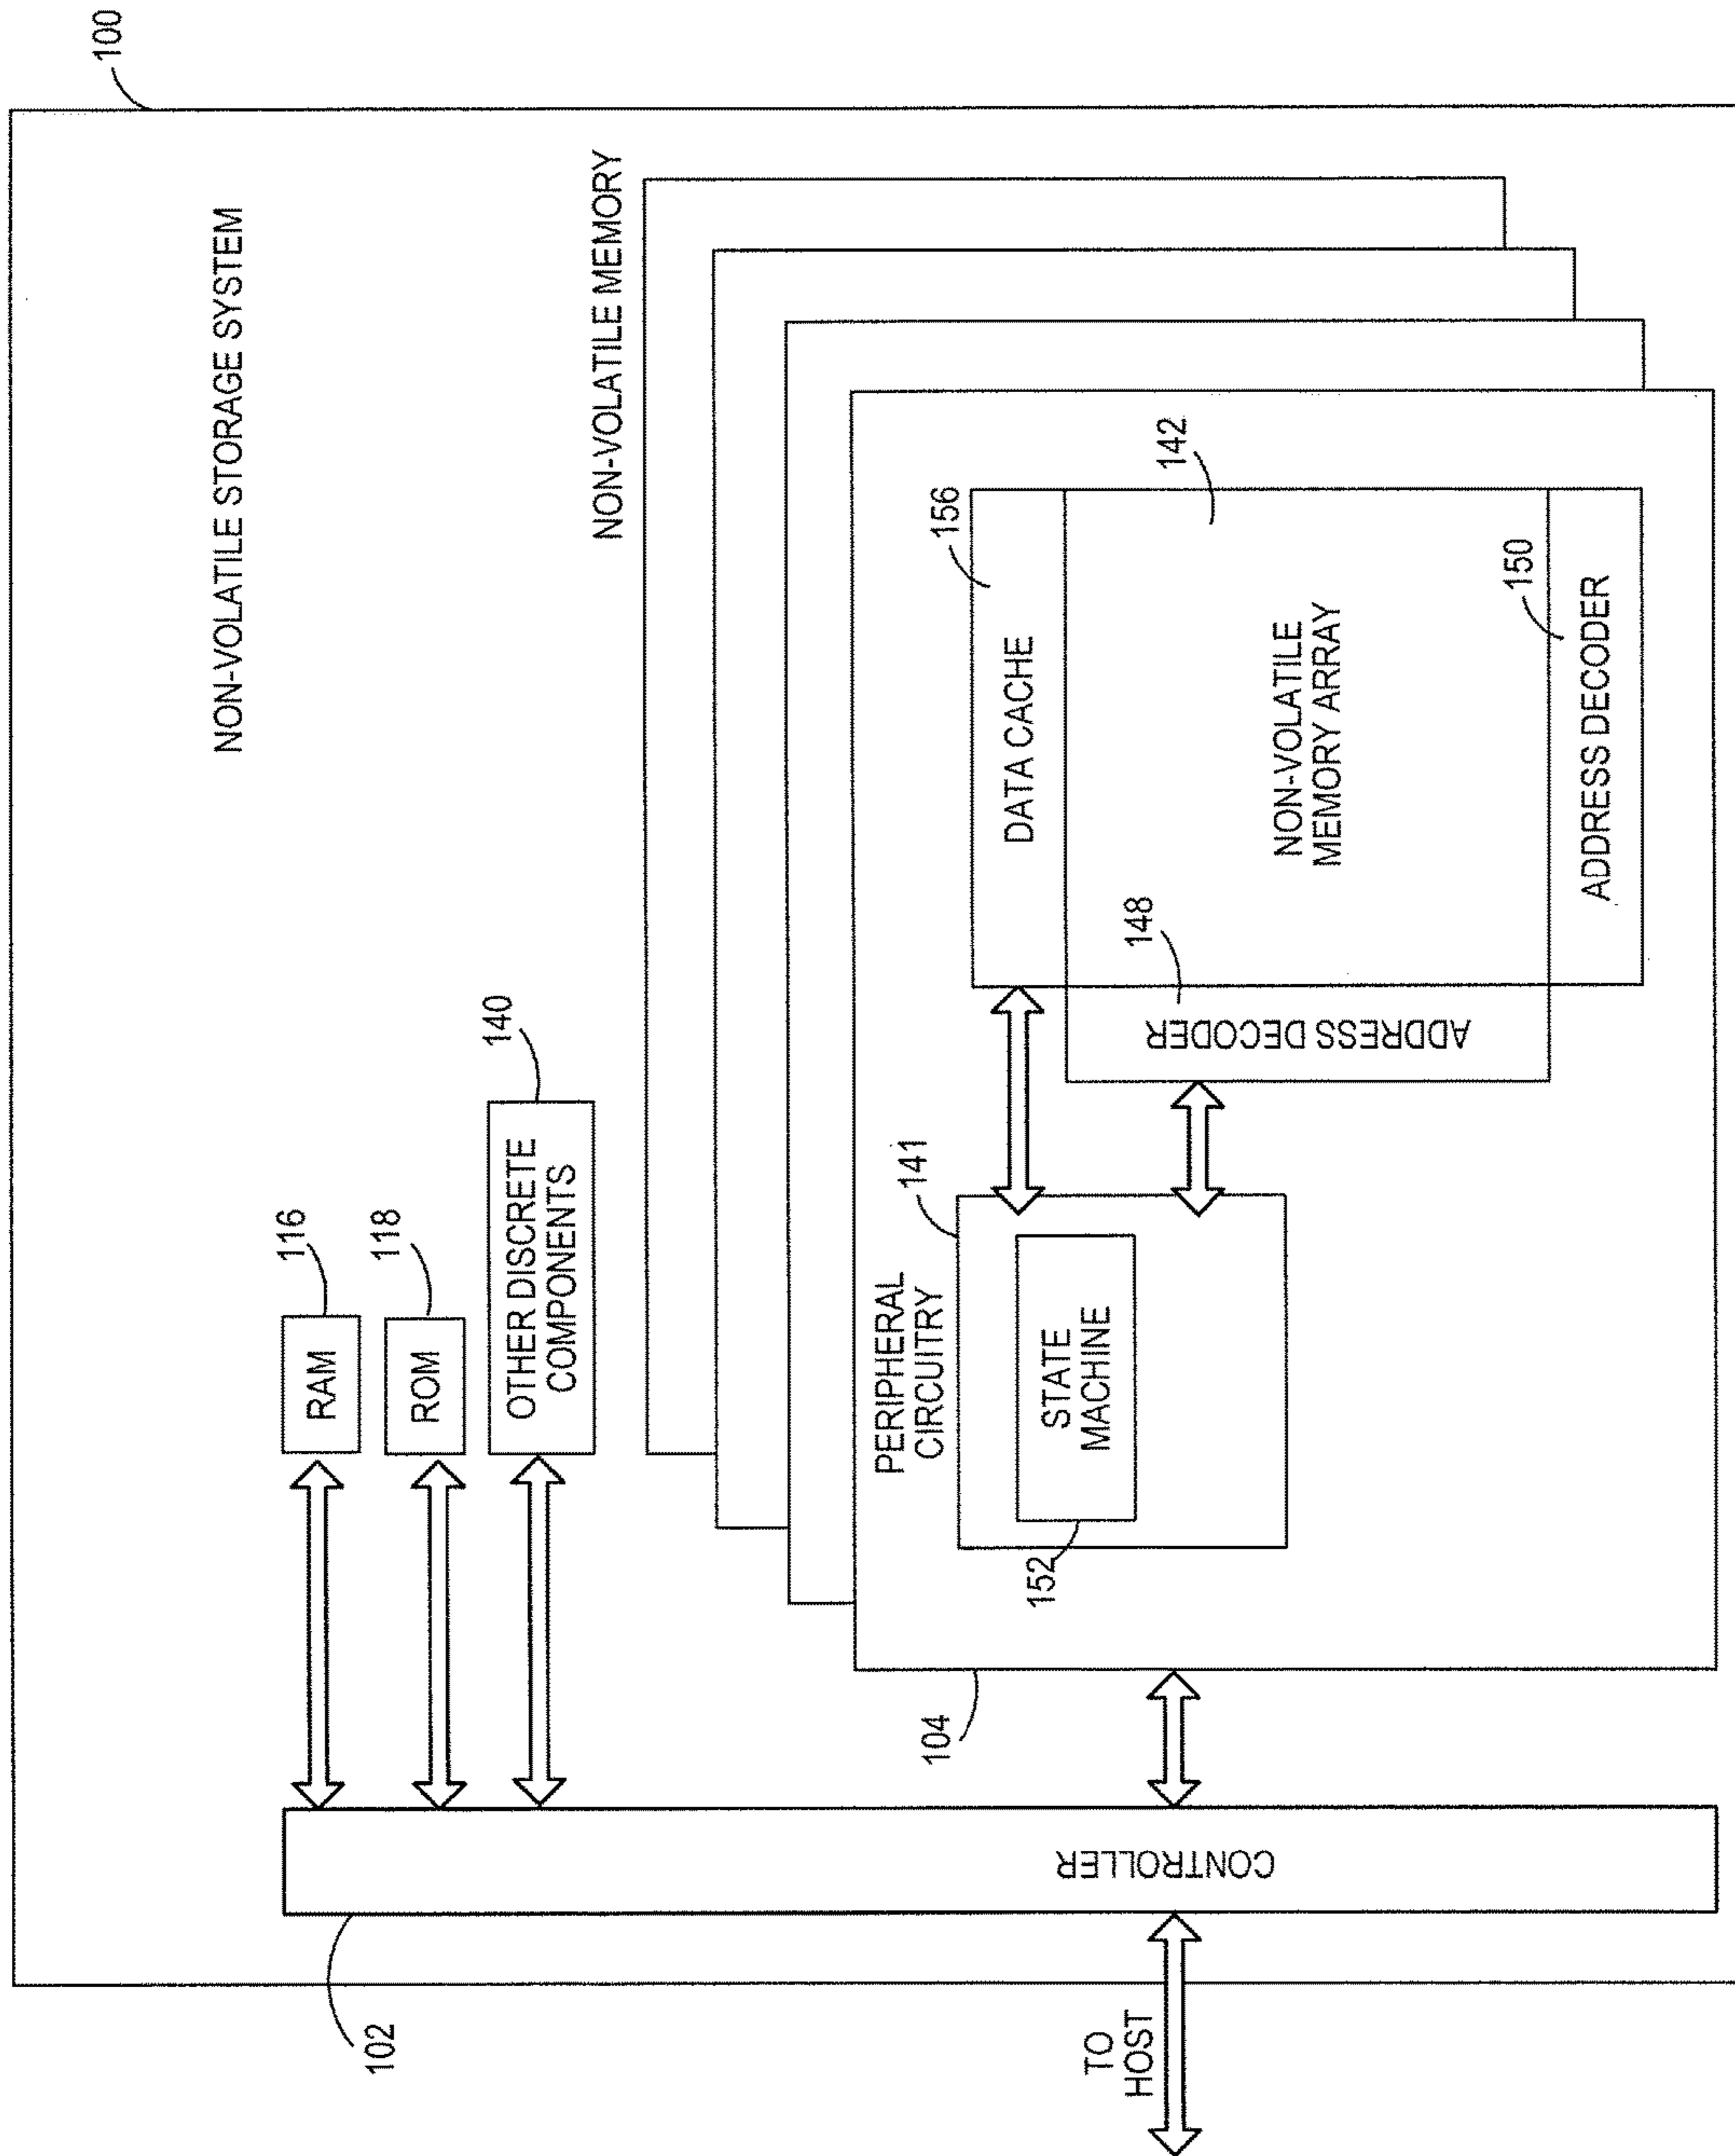 100
NON-VOLATILE STORAGE SYSTEM
116
RAM
118
ROM
140
OTHER DISCRETE
COMPONENTS
NON-VOLATILE MEMORY
102
CONTROLLER
TO
HOST
104
PERIPHERAL
CIRCUITRY
141
STATE
MACHINE
152
156
DATA CACHE
148
ADDRESS DECODER
142
NON-VOLATILE
MEMORY ARRAY
150
ADDRESS DECODER